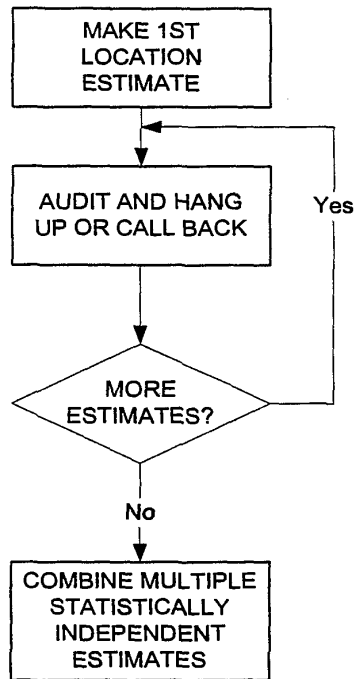 MAKE 1ST
LOCATION
ESTIMATE
AUDIT AND HANG
UP OR CALL BACK
Yes
MORE
ESTIMATES?
No
COMBINE MULTIPLE
STATISTICALLY
INDEPENDENT
ESTIMATES